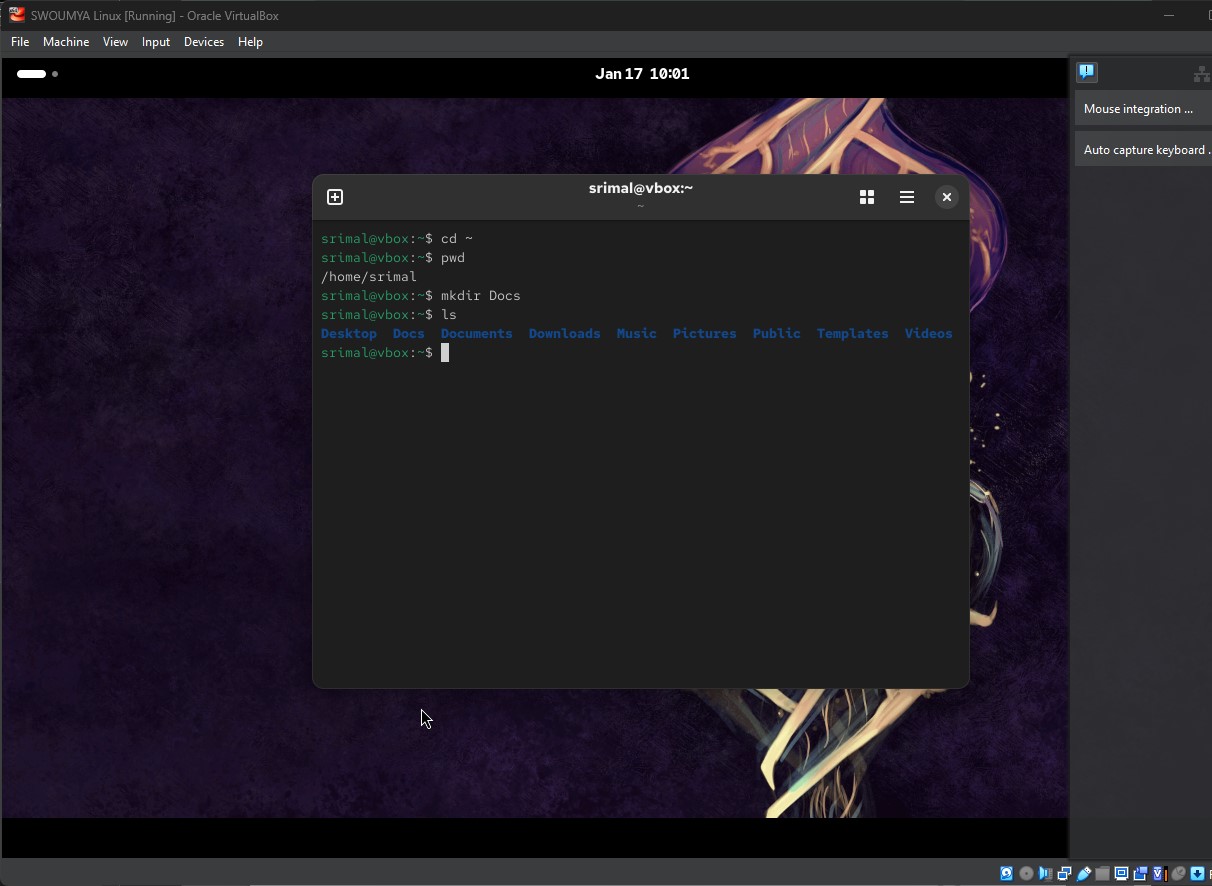 SWOUMYA Linux [Running] - Oracle VirtualBox
File Machine View Input Devices Help
Jan 17 10:01
Mouse integration ...
Auto capture keyboard .
srimal@vbox:~
~
srimal@vbox:~$ cd ~
srimal@vbox:~$ pwd
/home/srimal
srimal@vbox:~$ mkdir Docs
srimal@vbox:~$ ls
Desktop Docs Documents Downloads Music Pictures Public Templates Videos
srimal@vbox:~$